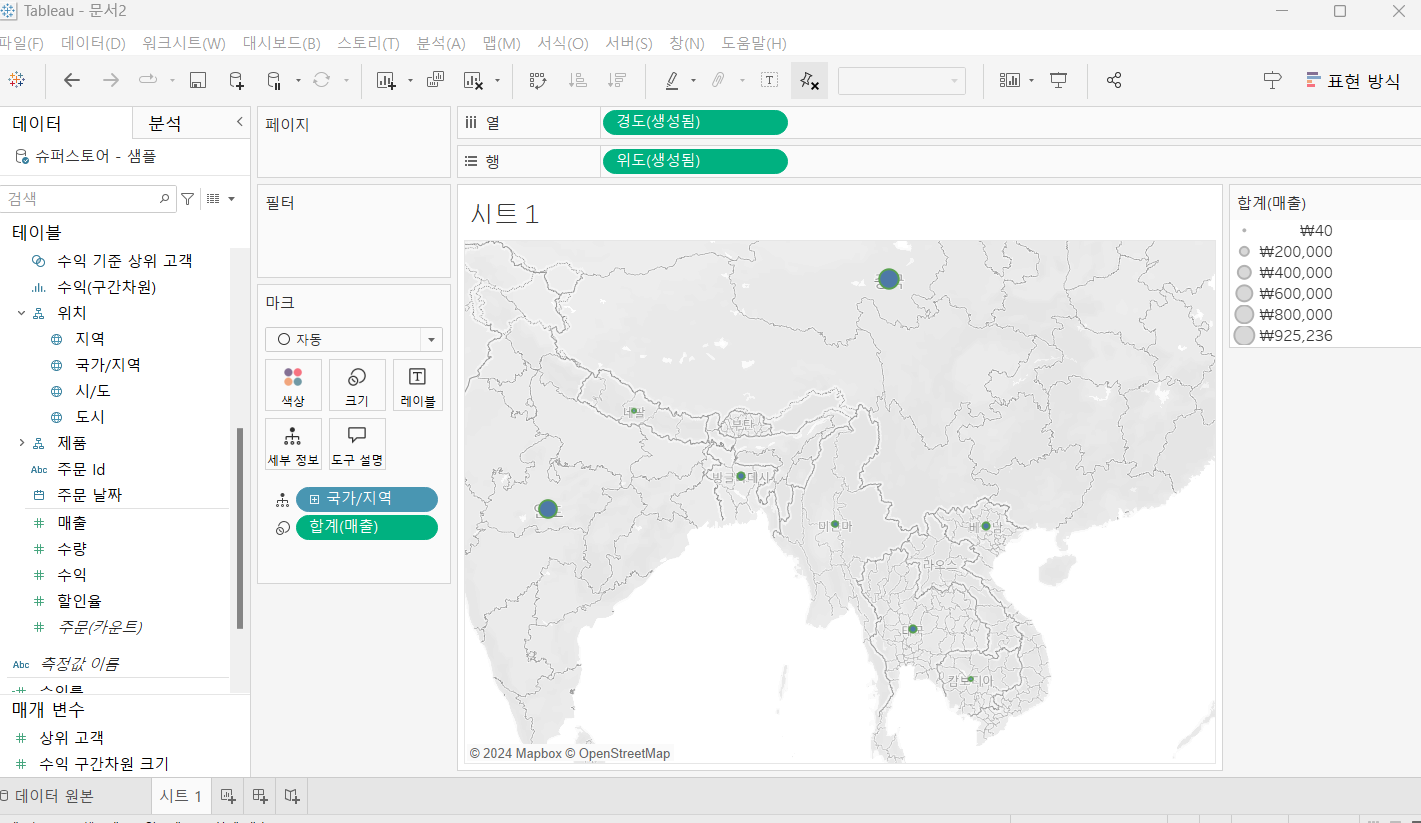 Tableau - 문서2
파일(F) 데이터(D) 워크시트(W) 대시보드(B) 스토리(T) 분석(A) 맵(M) 서식(O) 서버(S) 창(N) 도움말(H)
표현 방식
데이터 분석
슈퍼스토어 - 샘플
검색
테이블
수익 기준 상위 고객
수익(구간차원)
위치
지역
국가/지역
시/도
도시
제품
Abc 주문 Id
주문 날짜
매출
수량
수익
할인율
주문(카운트)
Abc 측정값 이름
수익률
매개 변수
상위 고객
수익 구간차원 크기
페이지
필터
마크
자동
색상 크기 레이블
세부 정보 도구 설명
국가/지역
합계(매출)
열 경도(생성됨)
행 위도(생성됨)
시트 1
네팔
부탄
방글라데시
미얀마
베트남
라오스
태국
캄보디아
© 2024 Mapbox © OpenStreetMap
합계(매출)
₩40
₩200,000
₩400,000
₩600,000
₩800,000
₩925,236
데이터 원본 시트 1